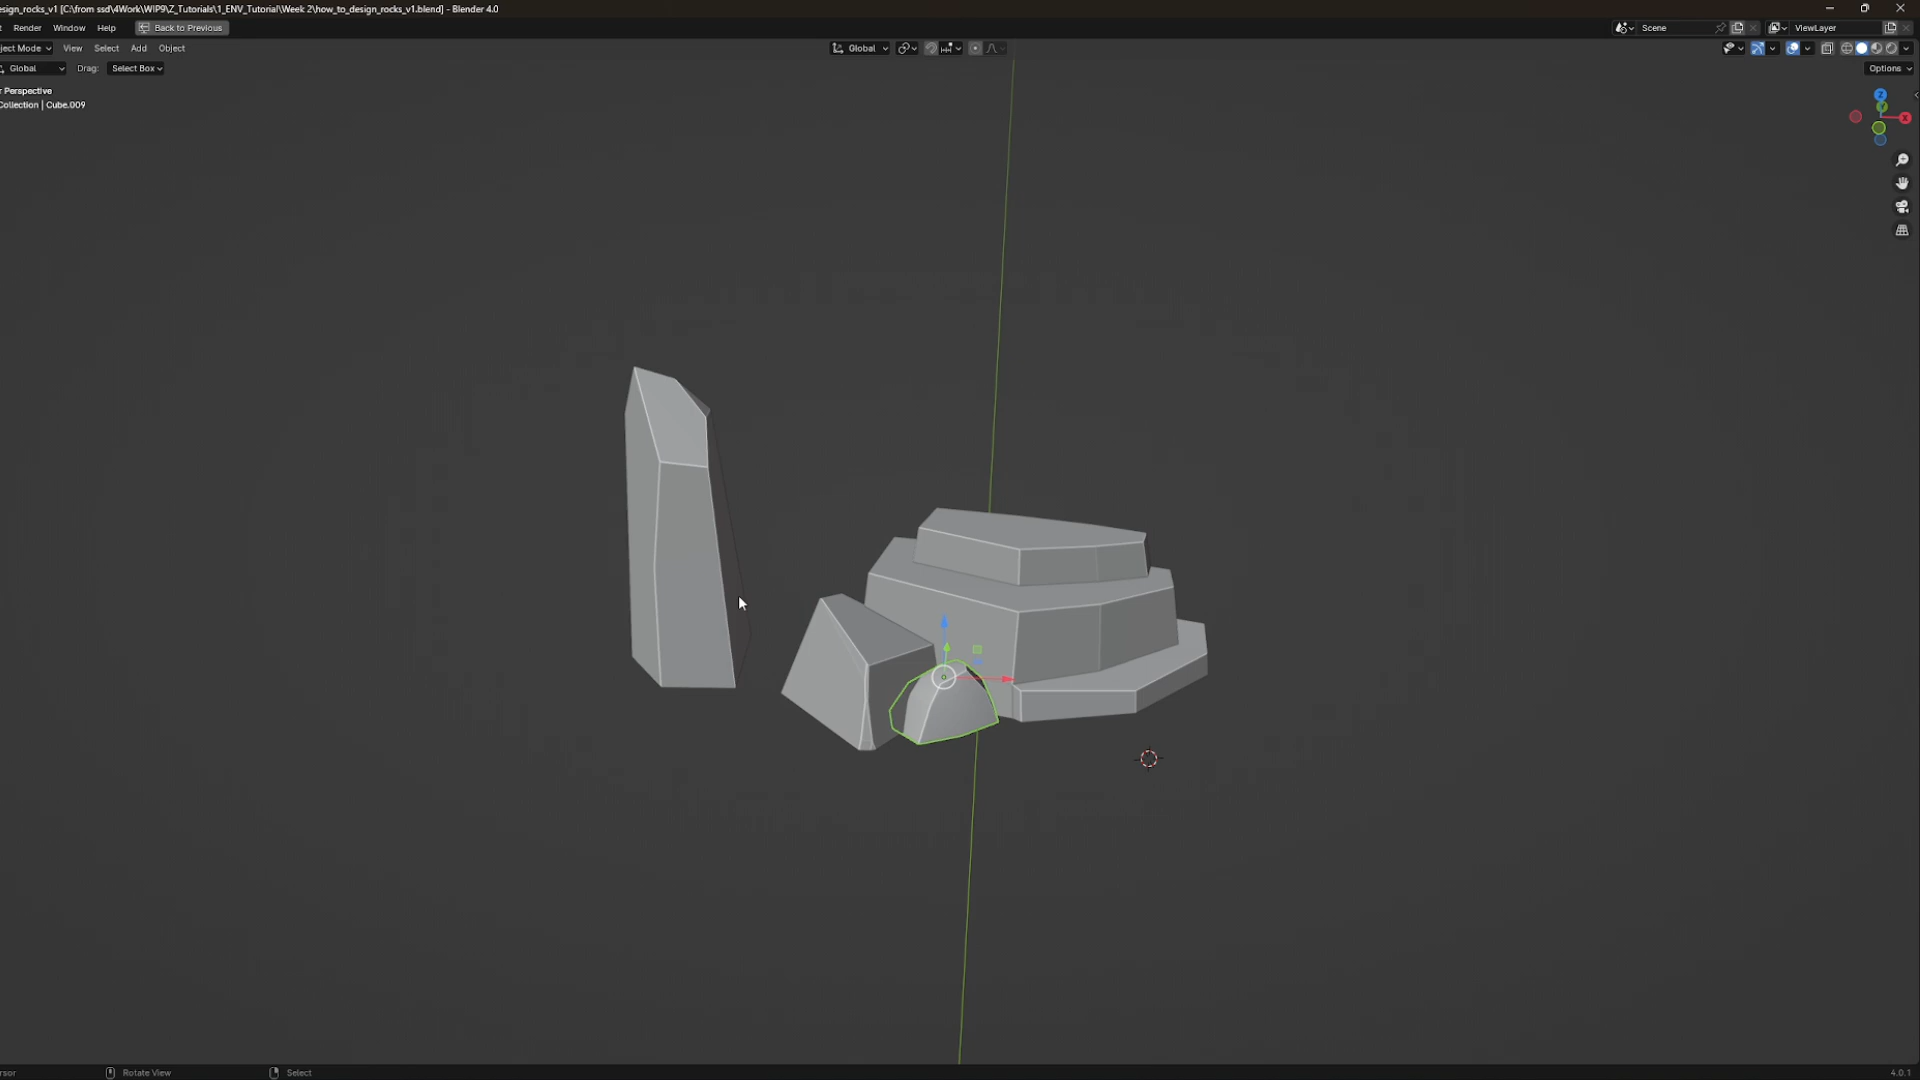 esign_rocks_v1 [C:\from ssd\4Work\WIP9\Z_Tutorials\1_ENV_Tutorial\Week 2\how_to_design_rocks_v1.blend] - Blender 4.0
t Render Window Help Back to Previous Scene ViewLayer
ject Mode View Select Add Object Global
Global Drag: Select Box Options
r Perspective
Collection | Cube.009
Z
Y
X
rsor Rotate View Select 4.0.1